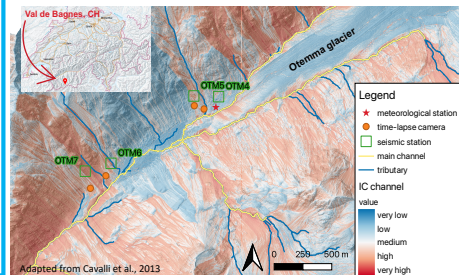 Val de Bagnes, CH
Otemma glacier
OTM5 OTM4
OTM6
OTM7
Legend
meteorological station
time-lapse camera
seismic station
main channel
tributary
IC channel
value
very low
low
medium
high
very high
0 250 500 m
Adapted from Cavalli et al., 2013